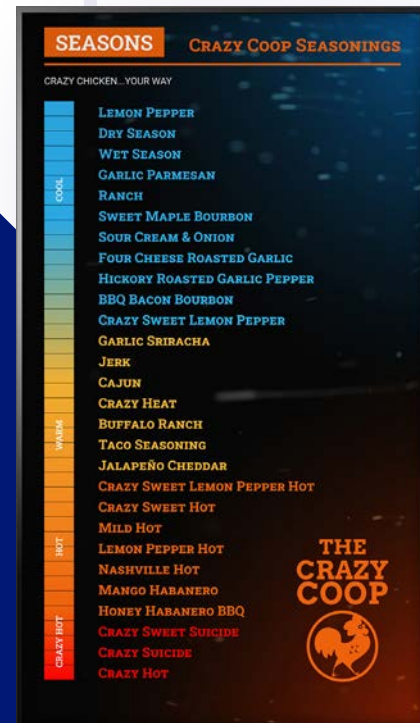 SEASONS
CRAZY COOP SEASONINGS
CRAZY CHICKEN...YOUR WAY
COOL
WARM
HOT
CRAZY HOT
LEMON PEPPER
DRY SEASON
WET SEASON
GARLIC PARMESAN
RANCH
SWEET MAPLE BOURBON
SOUR CREAM & ONION
FOUR CHEESE ROASTED GARLIC
HICKORY ROASTED GARLIC PEPPER
BBQ BACON BOURBON
CRAZY SWEET LEMON PEPPER
GARLIC SRIRACHA
JERK
CAJUN
CRAZY HEAT
BUFFALO RANCH
TACO SEASONING
JALAPEÑO CHEDDAR
CRAZY SWEET LEMON PEPPER HOT
CRAZY SWEET HOT
MILD HOT
LEMON PEPPER HOT
NASHVILLE HOT
MANGO HABANERO
HONEY HABANERO BBQ
CRAZY SWEET SUICIDE
CRAZY SUICIDE
CRAZY HOT
THE
CRAZY
COOP